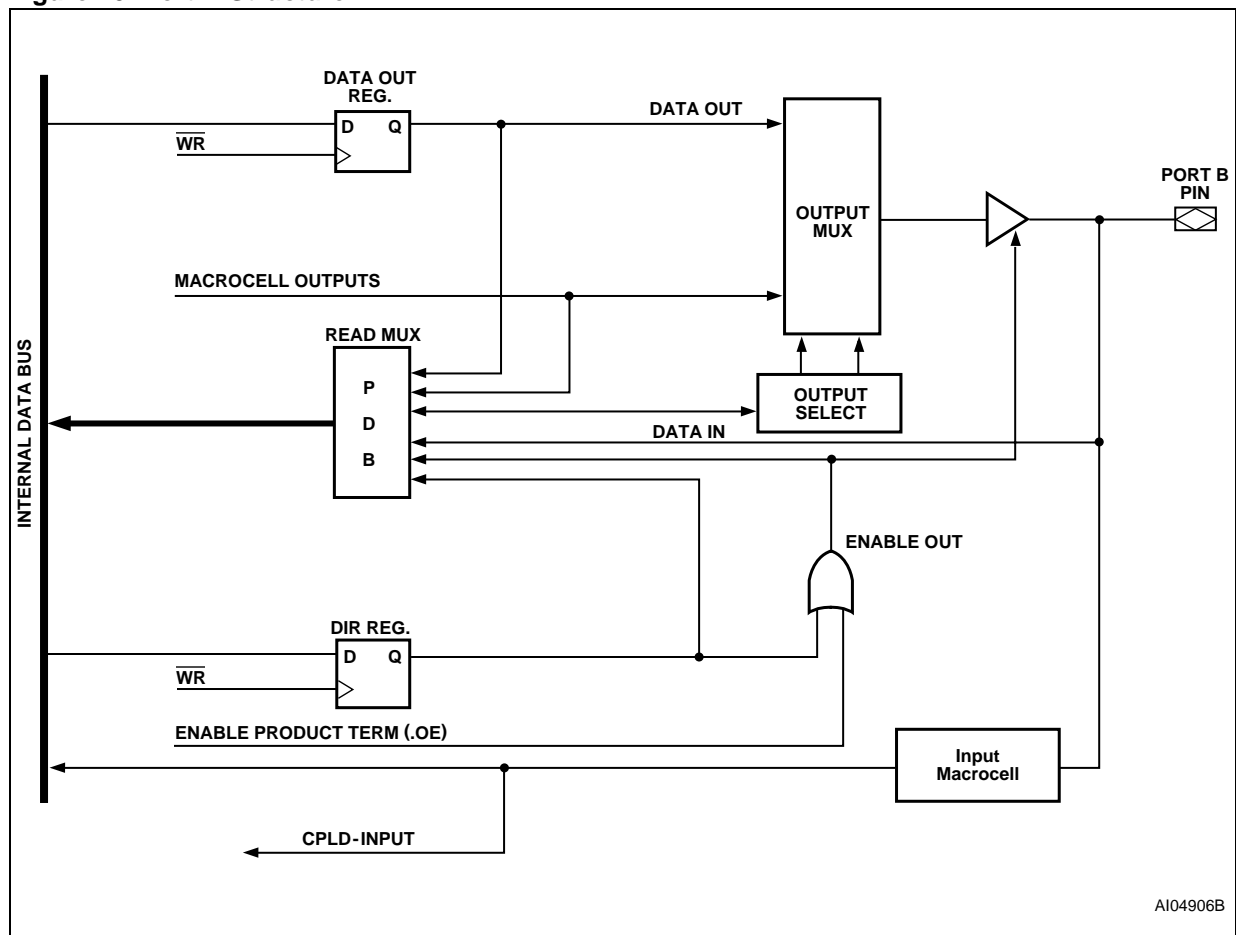 DATA OUT
REG.
D Q
WR
DATA OUT
OUTPUT
MUX
PORT B
PIN
MACROCELL OUTPUTS
READ MUX
P
D
B
OUTPUT
SELECT
DATA IN
INTERNAL DATA BUS
ENABLE OUT
DIR REG.
D Q
WR
ENABLE PRODUCT TERM (.OE)
Input
Macrocell
CPLD-INPUT
AI04906B